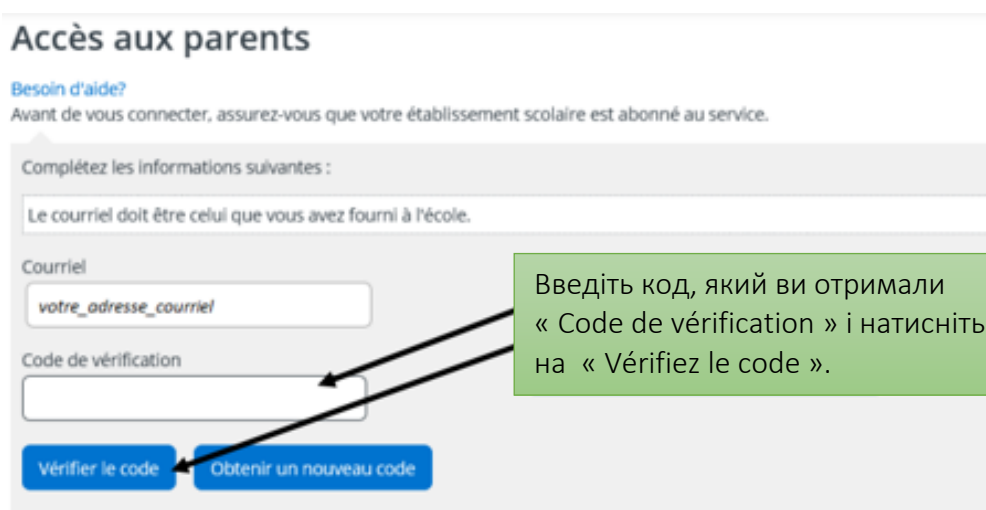 Accès aux parents
Besoin d'aide?
Avant de vous connecter, assurez-vous que votre établissement scolaire est abonné au service.
Complétez les informations suivantes :
Le courriel doit être celui que vous avez fourni à l'école.
Courriel
votre_adresse_courriel
Введіть код, який ви отримали
« Code de vérification » і натисніть
на « Vérifiez le code ».
Code de vérification
Vérifier le code
Obtenir un nouveau code